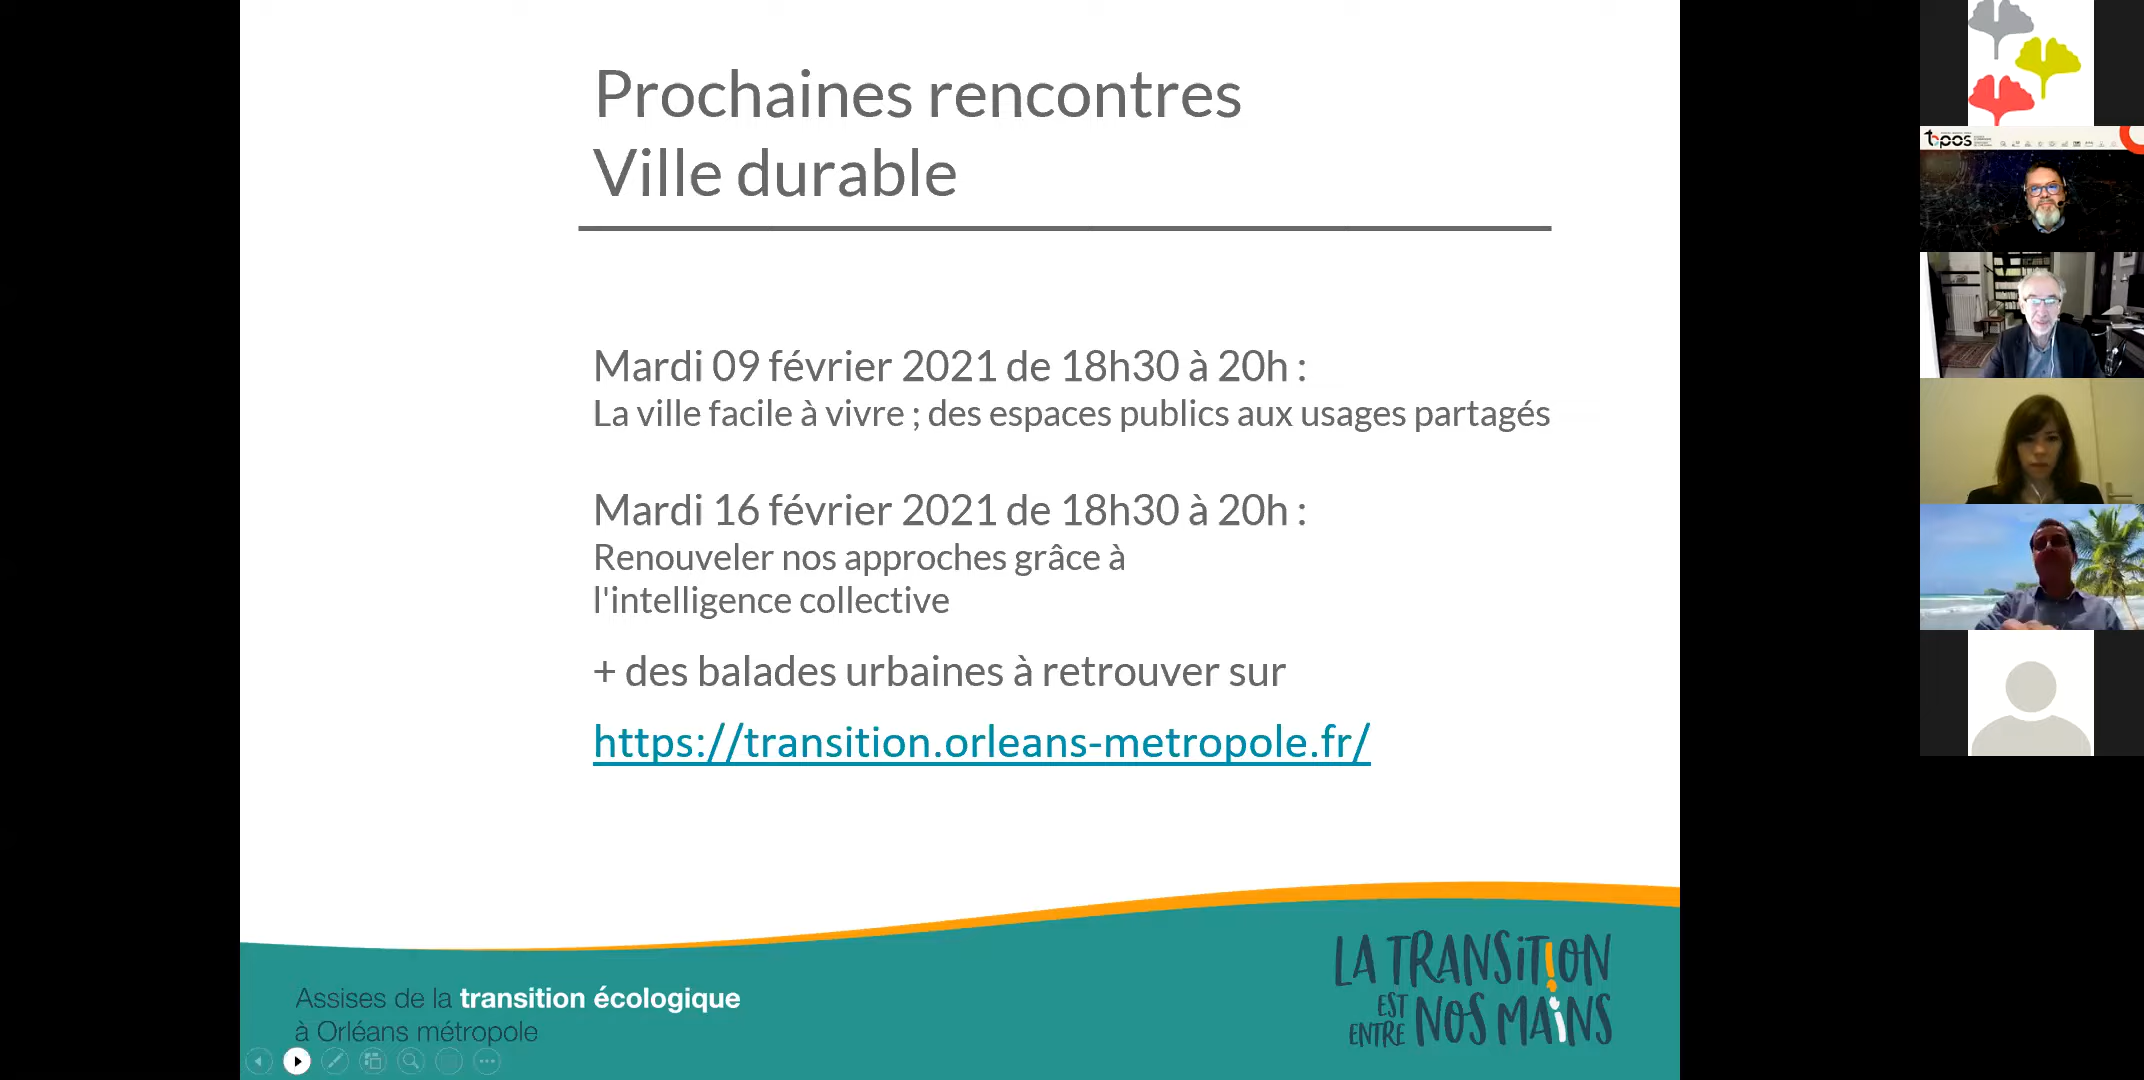 Prochaines rencontres
Ville durable
Mardi 09 février 2021 de 18h30 à 20h :
La ville facile à vivre ; des espaces publics aux usages partagés
Mardi 16 février 2021 de 18h30 à 20h :
Renouveler nos approches grâce à
l'intelligence collective
+ des balades urbaines à retrouver sur
https://transition.orleans-metropole.fr/
Assises de la transition écologique
à Orléans métropole
LA TRANSiTiON
EST
ENTRE NOS MAiNS
topos